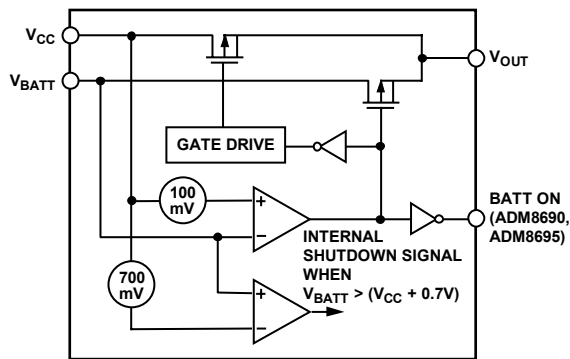 VCC
VBATT
VOUT
GATE DRIVE
100
mV
+
−
BATT ON
(ADM8690,
ADM8695)
INTERNAL
SHUTDOWN SIGNAL
WHEN
VBATT > (VCC + 0.7V)
700
mV
+
−